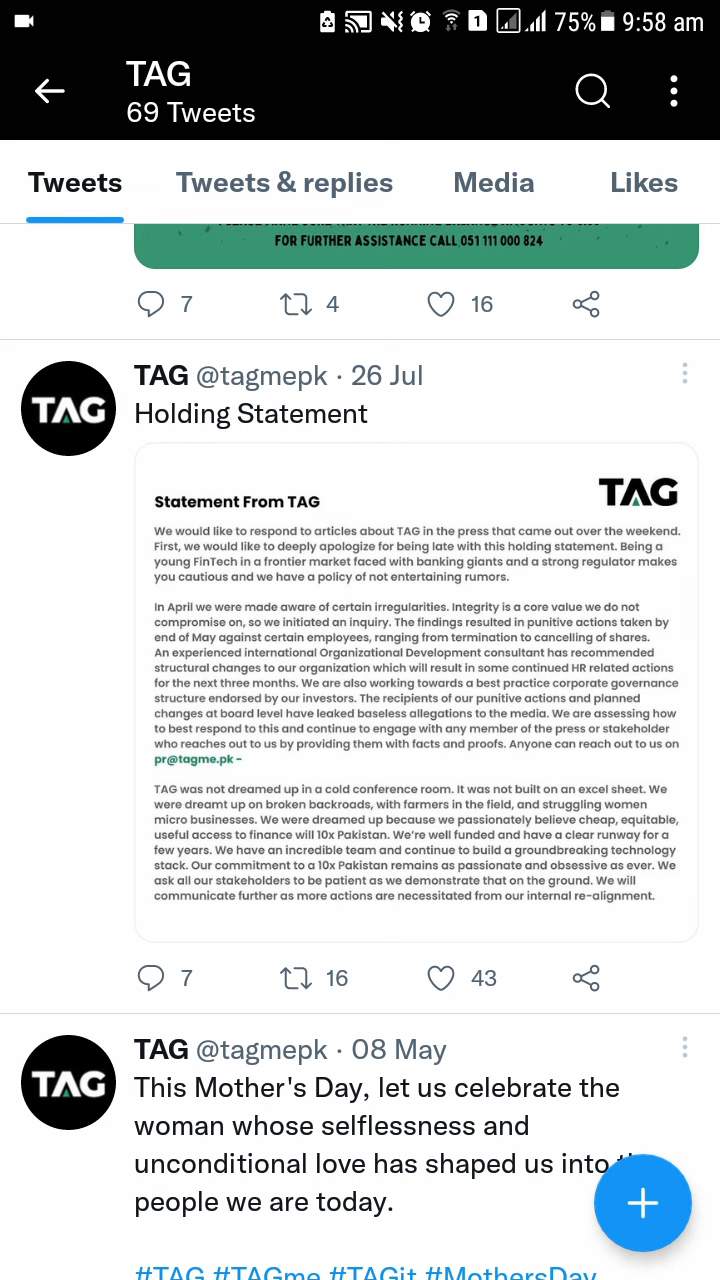 1 75% 9:58 am
TAG
69 Tweets
Tweets Tweets & replies Media Likes
FOR FURTHER ASSISTANCE CALL 051 111 000 824
7 4 16
TAG @tagmepk · 26 Jul
Holding Statement
TAG
Statement From TAG
We would like to respond to articles about TAG in the press that came out over the weekend.
First, we would like to deeply apologize for being late with this holding statement. Being a
young FinTech in a frontier market faced with banking giants and a strong regulator makes
you cautious and we have a policy of not entertaining rumors.
In April we were made aware of certain irregularities. Integrity is a core value we do not
compromise on, so we initiated an inquiry. The findings resulted in punitive actions taken by
end of May against certain employees, ranging from termination to cancelling of shares.
An experienced international Organizational Development consultant has recommended
structural changes to our organization which will result in some continued HR related actions
for the next three months. We are also working towards a best practice corporate governance
structure endorsed by our investors. The recipients of our punitive actions and planned
changes at board level have leaked baseless allegations to the media. We are assessing how
to best respond to this and continue to engage with any member of the press or stakeholder
who reaches out to us by providing them with facts and proofs. Anyone can reach out to us on
pr@tagme.pk –
TAG was not dreamed up in a cold conference room. It was not built on an excel sheet. We
were dreamt up on broken backroads, with farmers in the field, and struggling women
micro businesses. We were dreamed up because we passionately believe cheap, equitable,
useful access to finance will 10x Pakistan. We're well funded and have a clear runway for a
few years. We have an incredible team and continue to build a groundbreaking technology
stack. Our commitment to a 10x Pakistan remains as passionate and obsessive as ever. We
ask all our stakeholders to be patient as we demonstrate that on the ground. We will
communicate further as more actions are necessitated from our internal re-alignment.
TAG
7 16 43
TAG @tagmepk · 08 May
TAG
This Mother's Day, let us celebrate the
woman whose selflessness and
unconditional love has shaped us into
people we are today.
#TAG #TAGme #TAGit #MothersDay